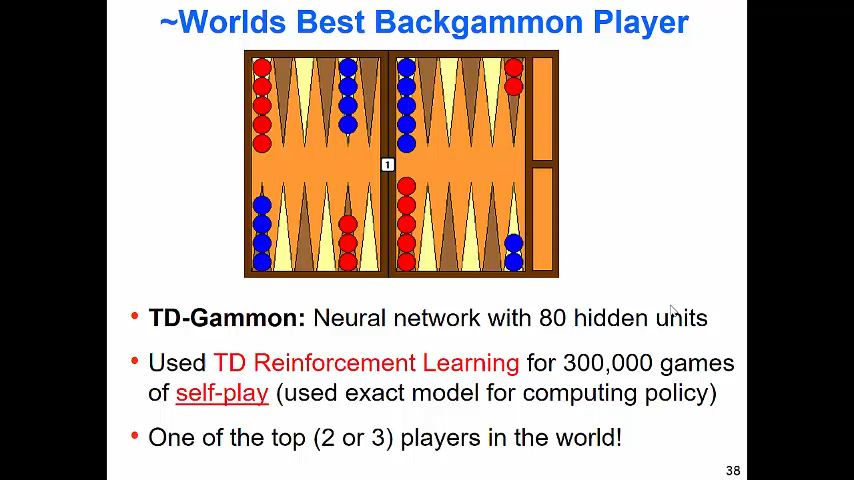 ~Worlds Best Backgammon Player
1
• TD-Gammon: Neural network with 80 hidden units
• Used TD Reinforcement Learning for 300,000 games
of self-play (used exact model for computing policy)
• One of the top (2 or 3) players in the world!
38